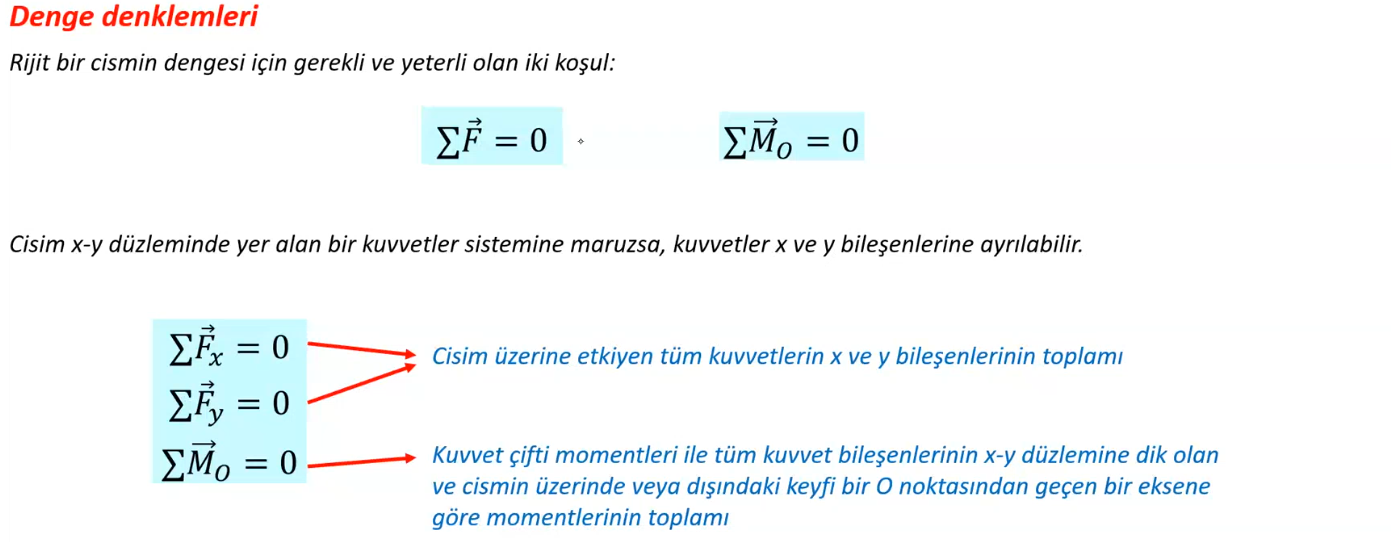 Denge denklemleri
Rijit bir cismin dengesi için gerekli ve yeterli olan iki koşul:
∑F⃗ = 0 ∑M⃗_O = 0
Cisim x-y düzleminde yer alan bir kuvvetler sistemine maruzsa, kuvvetler x ve y bileşenlerine ayrılabilir.
∑F⃗_x = 0
Cisim üzerine etkiyen tüm kuvvetlerin x ve y bileşenlerinin toplamı
∑F⃗_y = 0
∑M⃗_O = 0
Kuvvet çifti momentleri ile tüm kuvvet bileşenlerinin x-y düzlemine dik olan
ve cismin üzerinde veya dışındaki keyfi bir O noktasından geçen bir eksene
göre momentlerinin toplamı